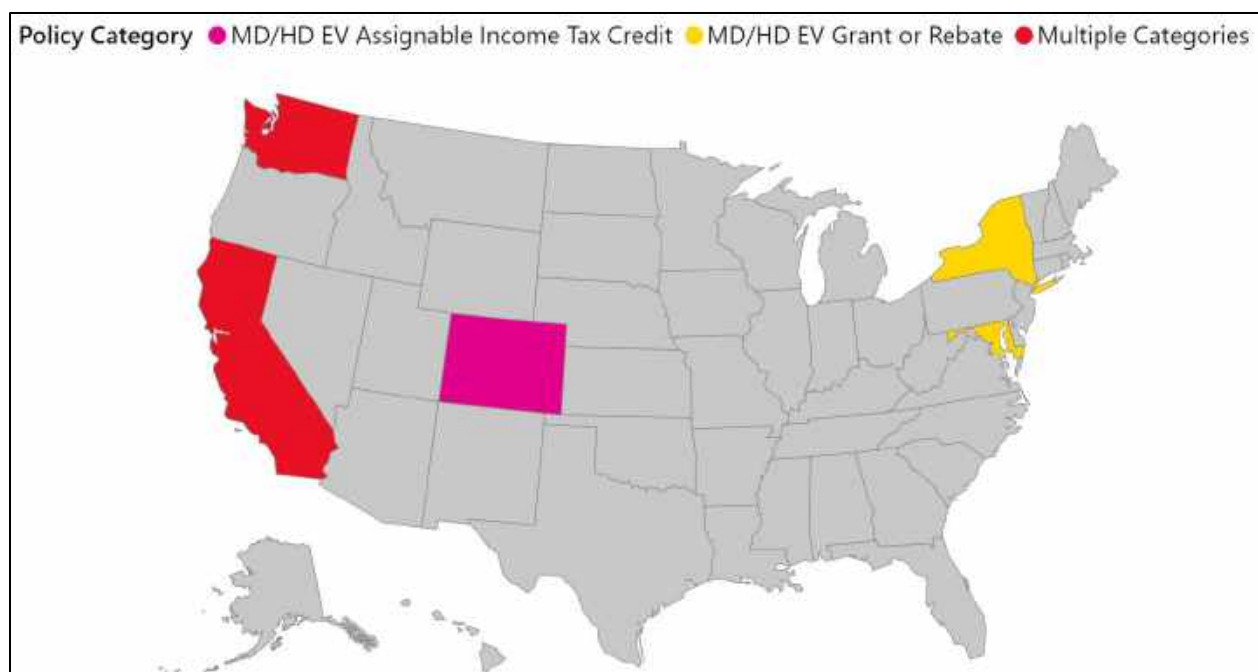 Policy Category MD/HD EV Assignable Income Tax Credit MD/HD EV Grant or Rebate Multiple Categories